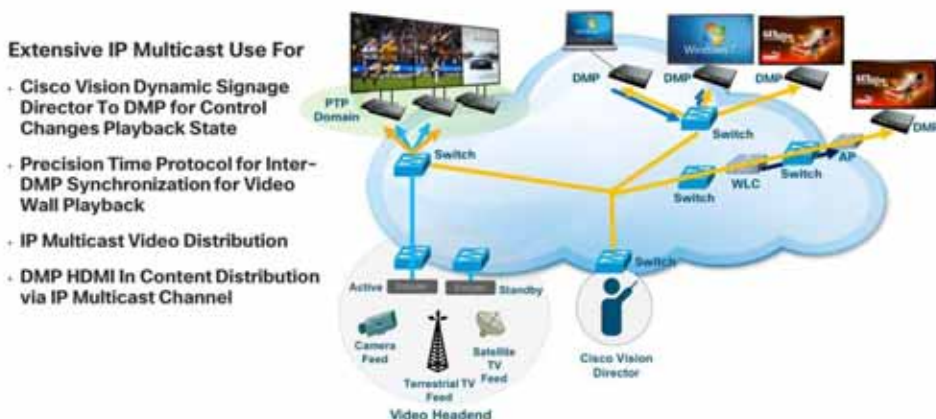 Extensive IP Multicast Use For
· Cisco Vision Dynamic Signage
Director To DMP for Control
Changes Playback State
· Precision Time Protocol for Inter-
DMP Synchronization for Video
Wall Playback
· IP Multicast Video Distribution
· DMP HDMI In Content Distribution
via IP Multicast Channel
PTP
Domain
DMP
DMP
DMP
DMP
Switch
Switch
Switch
WLC
Switch
AP
Switch
Active
Standby
Camera
Feed
Terrestrial TV
Feed
Satellite
TV
Feed
Video Headend
Cisco Vision
Director
Windows 7